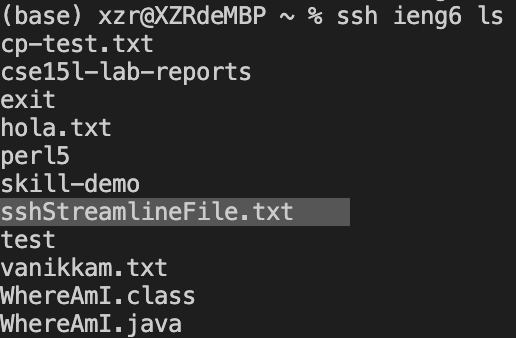 (base) xzr@XZRdeMBP ~ % ssh ieng6 ls
cp-test.txt
cse15l-lab-reports
exit
hola.txt
perl5
skill-demo
sshStreamlineFile.txt
test
vanikkam.txt
WhereAmI.class
WhereAmI.java